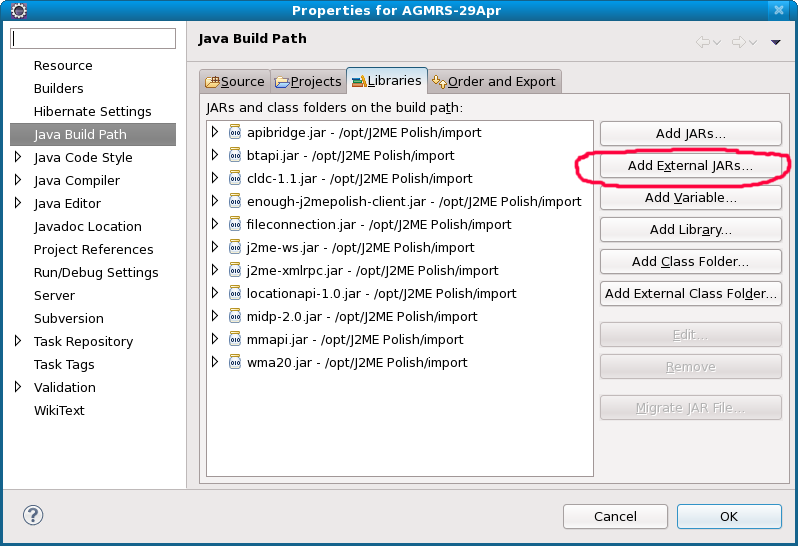 Properties for AGMRS-29Apr
Java Build Path
Resource
Builders
Hibernate Settings
Java Build Path
Java Code Style
Java Compiler
Java Editor
Javadoc Location
Project References
Run/Debug Settings
Server
Subversion
Task Repository
Task Tags
Validation
WikiText
Source Projects Libraries Order and Export
JARs and class folders on the build path:
apibridge.jar - /opt/J2ME Polish/import
btapi.jar - /opt/J2ME Polish/import
cldc-1.1.jar - /opt/J2ME Polish/import
enough-j2mepolish-client.jar - /opt/J2ME Polish/import
fileconnection.jar - /opt/J2ME Polish/import
j2me-ws.jar - /opt/J2ME Polish/import
j2me-xmlrpc.jar - /opt/J2ME Polish/import
locationapi-1.0.jar - /opt/J2ME Polish/import
midp-2.0.jar - /opt/J2ME Polish/import
mmapi.jar - /opt/J2ME Polish/import
wma20.jar - /opt/J2ME Polish/import
Add JARs...
Add External JARs...
Add Variable...
Add Library...
Add Class Folder...
Add External Class Folder...
Edit...
Remove
Migrate JAR File...
?
Cancel
OK